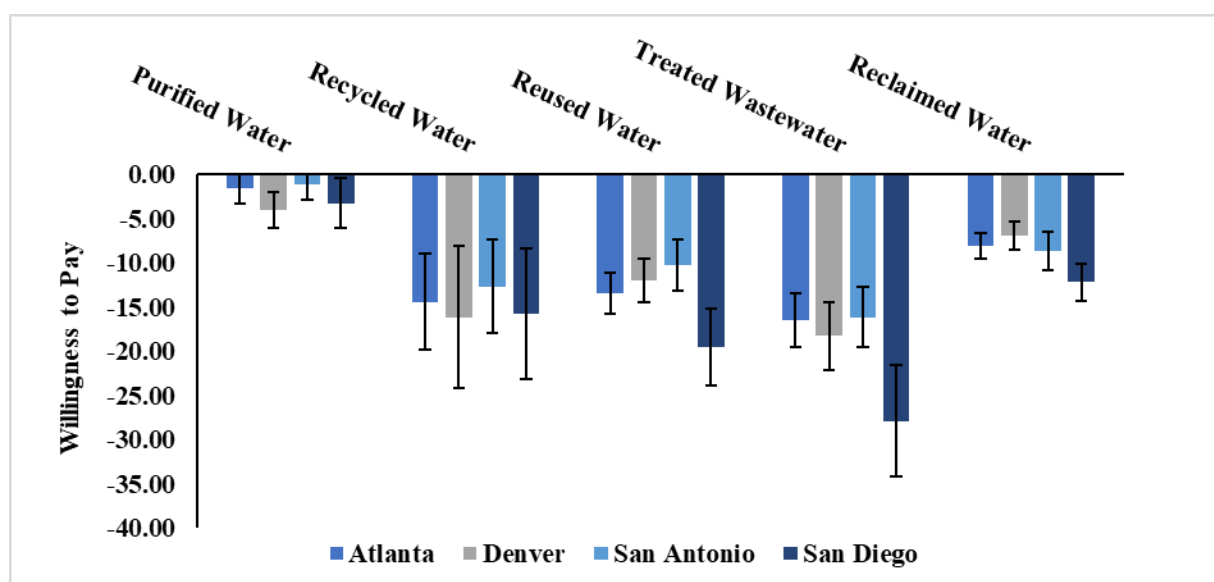 Purified Water
Recycled Water
Reused Water
Treated Wastewater
Reclaimed Water
Willingness to Pay
0.00
-5.00
-10.00
-15.00
-20.00
-25.00
-30.00
-35.00
-40.00
Atlanta Denver San Antonio San Diego